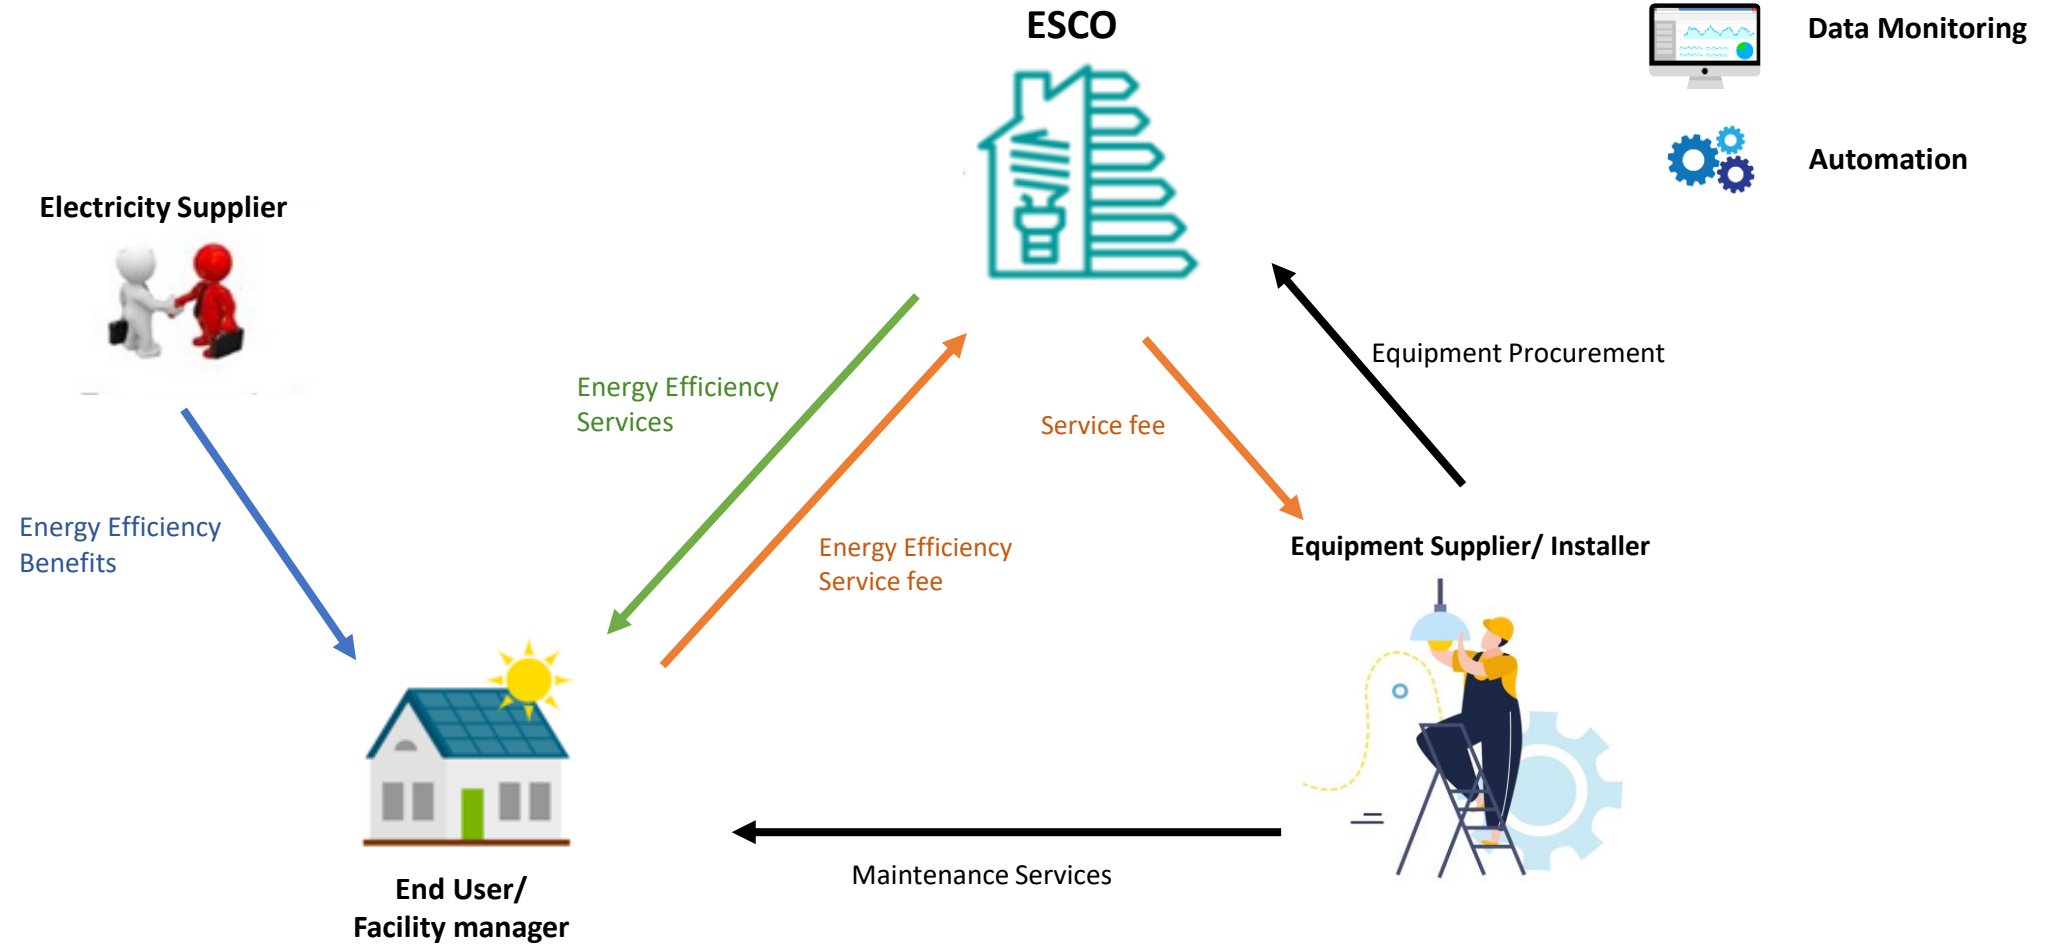 ESCO
Data Monitoring
Automation
Electricity Supplier
Equipment Procurement
Energy Efficiency
Services
Service fee
Energy Efficiency
Benefits
Energy Efficiency
Service fee
Equipment Supplier/ Installer
Maintenance Services
End User/
Facility manager